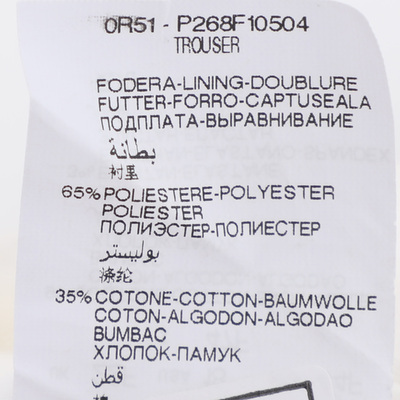 0R51 - P268F10504
TROUSER
FODERA-LINING-DOUBLURE
FUTTER-FORRO-CAPTUSEALA
ПОДПЛАТА-ВЫРАВНИВАНИЕ
بطانة
衬里
65% POLIESTERE-POLYESTER
POLIESTER
ПОЛИЭСТЕР-ПОЛИЕСТЕР
بوليستر
涤纶
35% COTONE-COTTON-BAUMWOLLE
COTON-ALGODON-ALGODAO
BUMBAC
ХЛОПОК-ПАМУК
قطن